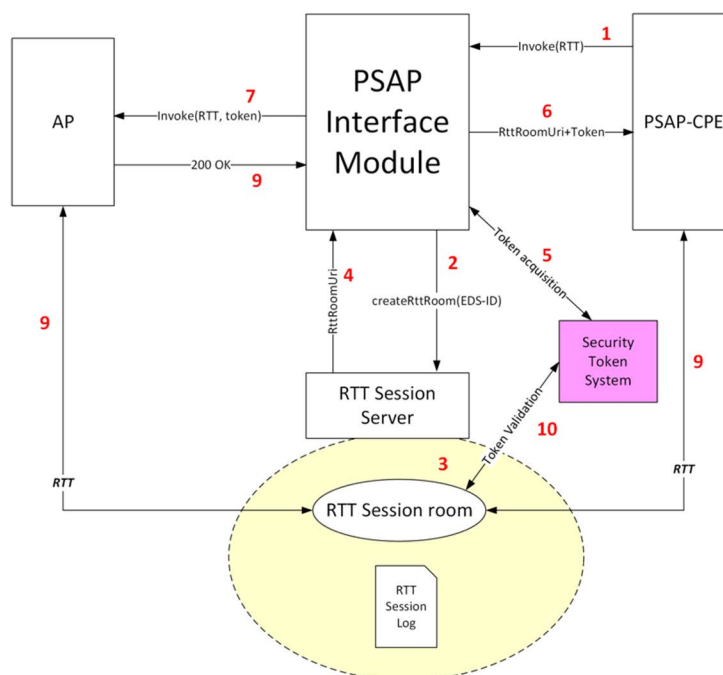 1
Invoke(RTT)
AP
7
Invoke(RTT, token)
PSAP
Interface
Module
6
RttRoomUri+Token
PSAP-CPE
200 OK
9
Token acquisition
5
4
RttRoomUri
2
createRttRoom(EDS-ID)
9
Security
Token
System
9
RTT Session
Server
Token Validation
10
3
RTT
RTT
RTT Session room
RTT
Session
Log